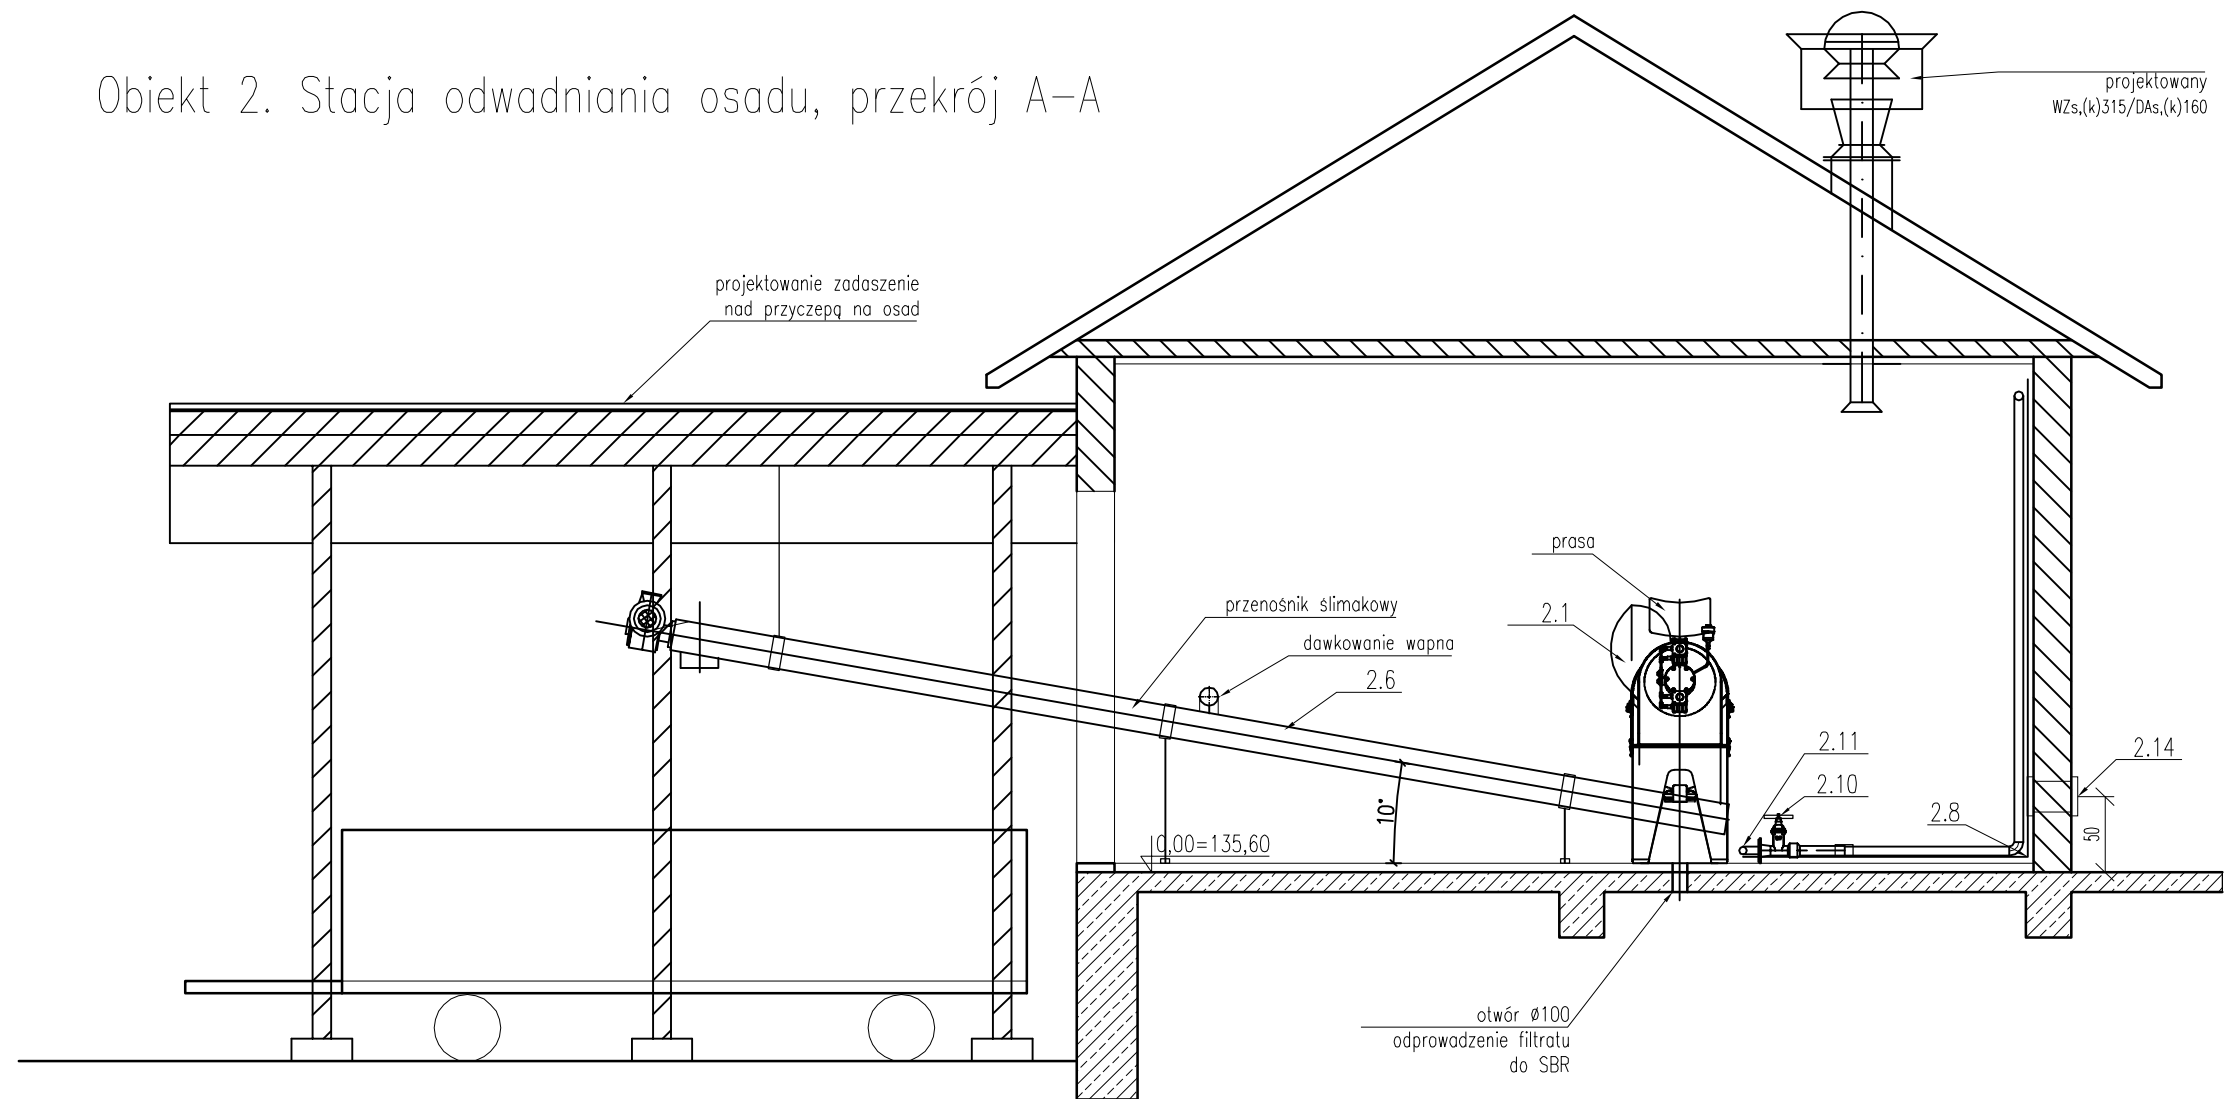 Obiekt 2. Stacja odwadniania osadu, przekrój A-A
projektowany
WZs,(k)315/DAs,(k)160
projektowanie zadaszenie
nad przyczepą na osad
prasa
2.1
przenośnik ślimakowy
dawkowanie wapna
2.6
2.11
2.10
2.14
2.8
50
10°
0,00=135,60
otwór Ø100
odprowadzenie filtratu
do SBR